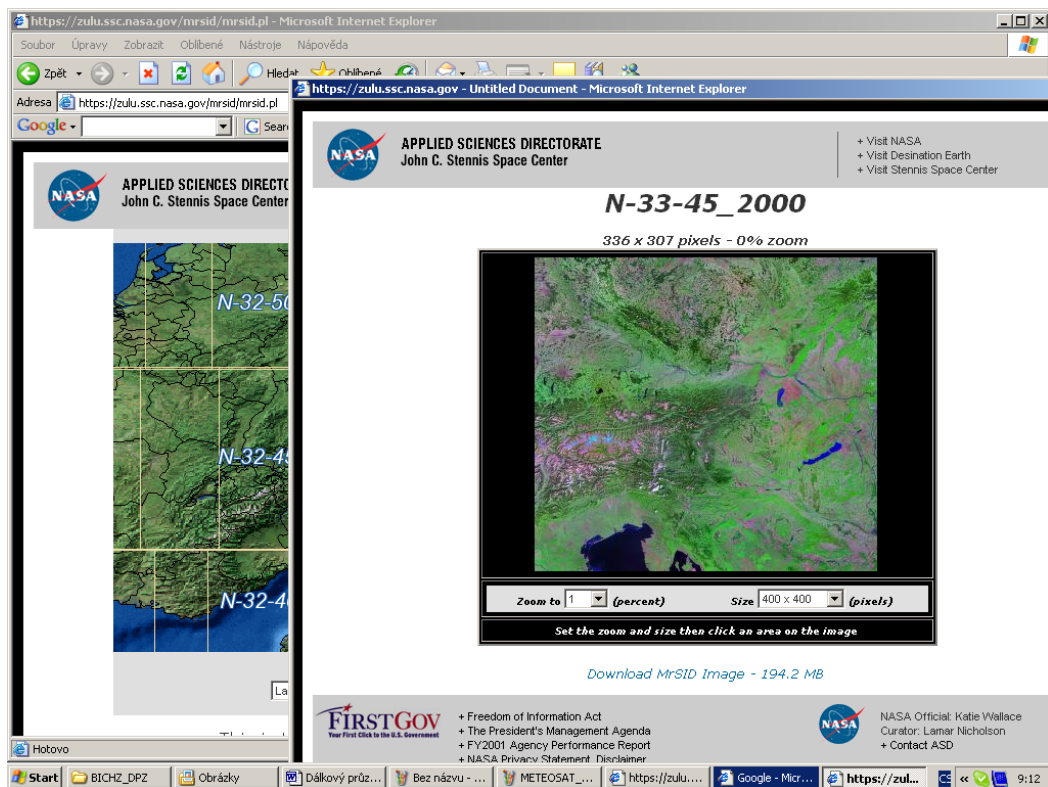 https://zulu.ssc.nasa.gov/mrsid/mrsid.pl - Microsoft Internet Explorer
Soubor Úpravy Zobrazit Oblíbené Nástroje Nápověda
Zpět Hledat Oblíbené
Adresa https://zulu.ssc.nasa.gov/mrsid/mrsid.pl
Google
NASA
APPLIED SCIENCES
John C. Stennis Space Center
N-32-50
N-32-45
N-32-40
Hotovo
https://zulu.ssc.nasa.gov - Untitled Document - Microsoft Internet Explorer
NASA
APPLIED SCIENCES DIRECTORATE
John C. Stennis Space Center
+ Visit NASA
+ Visit Desination Earth
+ Visit Stennis Space Center
N-33-45_2000
336 x 307 pixels - 0% zoom
Zoom to 1 (percent) Size 400 x 400 (pixels)
Set the zoom and size then click an area on the image
Download MrSID Image - 194.2 MB
FIRSTGOV
Your First Click to the U.S. Government
+ Freedom of Information Act
+ The President's Management Agenda
+ FY2001 Agency Performance Report
+ NASA Privacy Statement, Disclaimer,
NASA
NASA Official: Katie Wallace
Curator: Lamar Nicholson
+ Contact ASD
Start BICHZ_DPZ Obrázky Dálkový průz... Bez názvu - ... METEOSAT_... https://zulu.... Google - Micr... https://zul... CS « 9:12